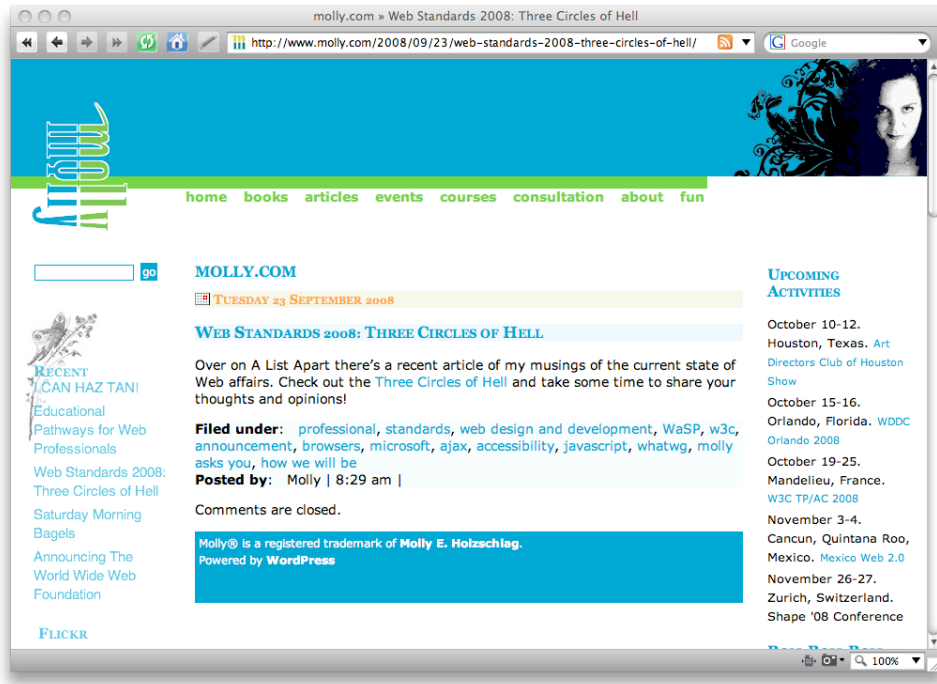 molly.com » Web Standards 2008: Three Circles of Hell
http://www.molly.com/2008/09/23/web-standards-2008-three-circles-of-hell/
Google
molly
home books articles events courses consultation about fun
go
Recent
I CAN HAZ TAN!
Educational
Pathways for Web
Professionals
Web Standards 2008:
Three Circles of Hell
Saturday Morning
Bagels
Announcing The
World Wide Web
Foundation
Flickr
MOLLY.COM
Tuesday 23 September 2008
Web Standards 2008: Three Circles of Hell
Over on A List Apart there's a recent article of my musings of the current state of
Web affairs. Check out the Three Circles of Hell and take some time to share your
thoughts and opinions!
Filed under: professional, standards, web design and development, WaSP, w3c,
announcement, browsers, microsoft, ajax, accessibility, javascript, whatwg, molly
asks you, how we will be
Posted by: Molly | 8:29 am |
Comments are closed.
Molly® is a registered trademark of Molly E. Holzschlag.
Powered by WordPress
Upcoming
Activities
October 10-12.
Houston, Texas. Art
Directors Club of Houston
Show
October 15-16.
Orlando, Florida. WDDC
Orlando 2008
October 19-25.
Mandelieu, France.
W3C TP/AC 2008
November 3-4.
Cancun, Quintana Roo,
Mexico. Mexico Web 2.0
November 26-27.
Zurich, Switzerland.
Shape '08 Conference
100%